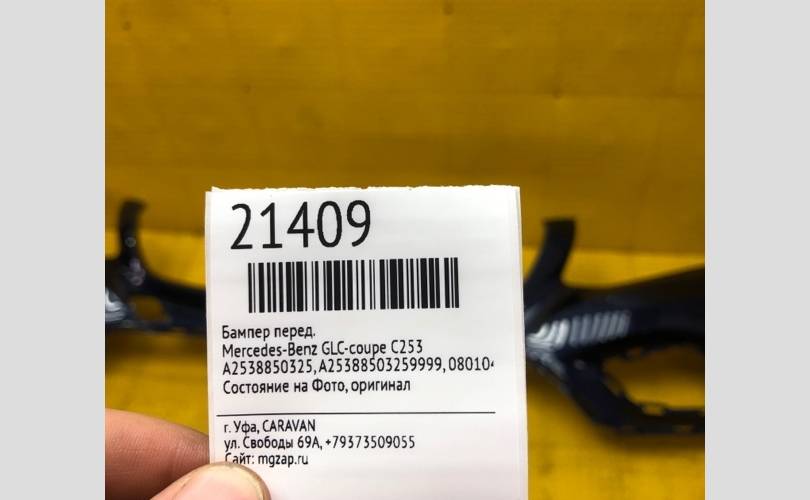 21409
Бампер перед.
Mercedes-Benz GLC-coupe C253
A2538850325, A25388503259999, 08010
Состояние на Фото, оригинал
г. Уфа, CARAVAN
ул. Свободы 69А, +79373509055
Сайт: mgzap.ru